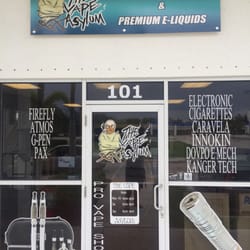 THE VAPE ASYLUM
&
PREMIUM E-LIQUIDS
101
FIREFLY
ATMOS
G-PEN
PAX
THE VAPE
ASYLUM
ELECTRONIC
CIGARETTES
CARAVELA
INNOKIN
DOVPO E-MECH
KANGER TECH
PRO VAPE SHOP